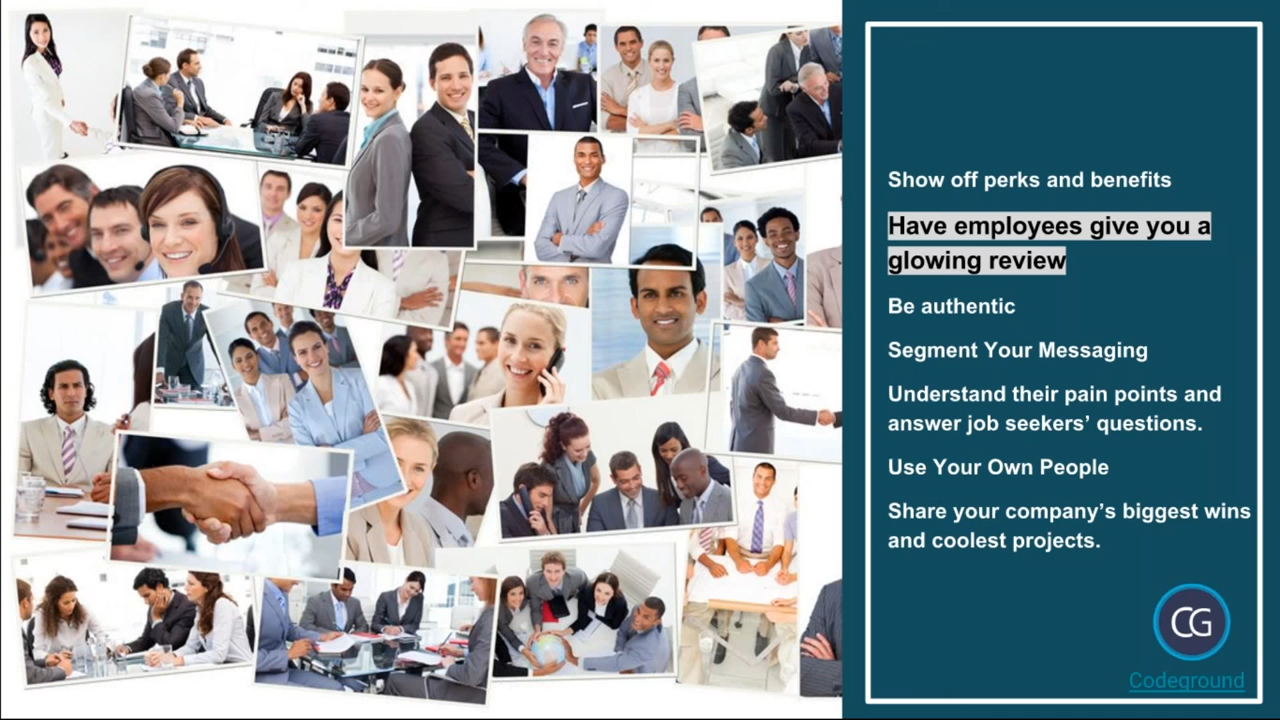 Show off perks and benefits
Have employees give you a
glowing review
Be authentic
Segment Your Messaging
Understand their pain points and
answer job seekers’ questions.
Use Your Own People
Share your company’s biggest wins
and coolest projects.
CG
Codeground